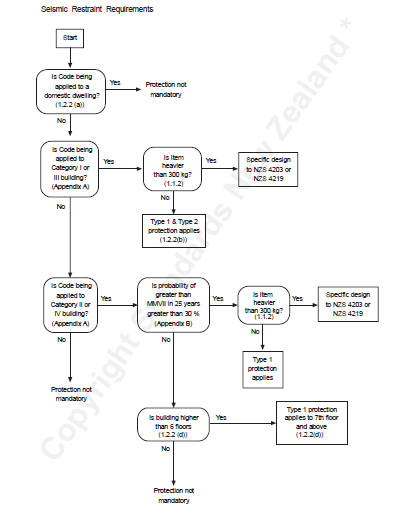 Seismic Restraint Requirements
Start
Is Code being
applied to a
domestic dwelling?
(1.2.2 (a))
Yes
Protection not
mandatory
No
Is Code being
applied to
Category I or
III building?
(Appendix A)
Yes
Is Item
heavier
than 300 kg?
(1.1.2)
Yes
Specific design
to NZS 4203 or
NZS 4219
No
Type 1 & Type 2
protection applies
(1.2.2(b))
No
Is Code being
applied to
Category II or
IV building?
(Appendix A)
Yes
Is probability of
greater than
MMVII in 25 years
greater than 30 %
(Appendix B)
Yes
Is Item
heavier
than 300 kg?
(1.1.2)
Yes
Specific design
to NZS 4203 or
NZS 4219
No
Type 1
protection
applies
No
Protection not
mandatory
No
Is building higher
than 6 floors
(1.2.2 (d))
Yes
Type 1 protection
applies to 7th floor
and above
(1.2.2(d))
No
Protection not
mandatory
Copyright Standards New Zealand *